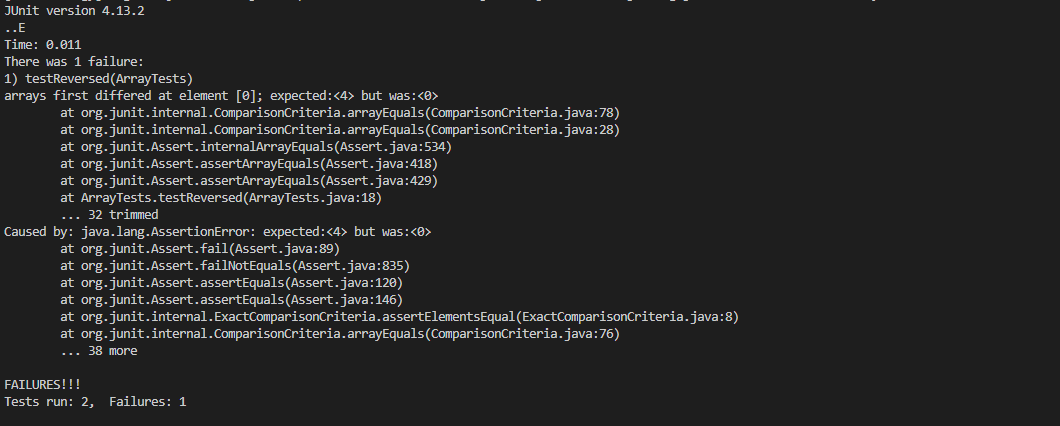 JUnit version 4.13.2
..E
Time: 0.011
There was 1 failure:
1) testReversed(ArrayTests)
arrays first differed at element [0]; expected:<4> but was:<0>
        at org.junit.internal.ComparisonCriteria.arrayEquals(ComparisonCriteria.java:78)
        at org.junit.internal.ComparisonCriteria.arrayEquals(ComparisonCriteria.java:28)
        at org.junit.Assert.internalArrayEquals(Assert.java:534)
        at org.junit.Assert.assertArrayEquals(Assert.java:418)
        at org.junit.Assert.assertArrayEquals(Assert.java:429)
        at ArrayTests.testReversed(ArrayTests.java:18)
        ... 32 trimmed
Caused by: java.lang.AssertionError: expected:<4> but was:<0>
        at org.junit.Assert.fail(Assert.java:89)
        at org.junit.Assert.failNotEquals(Assert.java:835)
        at org.junit.Assert.assertEquals(Assert.java:120)
        at org.junit.Assert.assertEquals(Assert.java:146)
        at org.junit.internal.ExactComparisonCriteria.assertElementsEqual(ExactComparisonCriteria.java:8)
        at org.junit.internal.ComparisonCriteria.arrayEquals(ComparisonCriteria.java:76)
        ... 38 more

FAILURES!!!
Tests run: 2,  Failures: 1